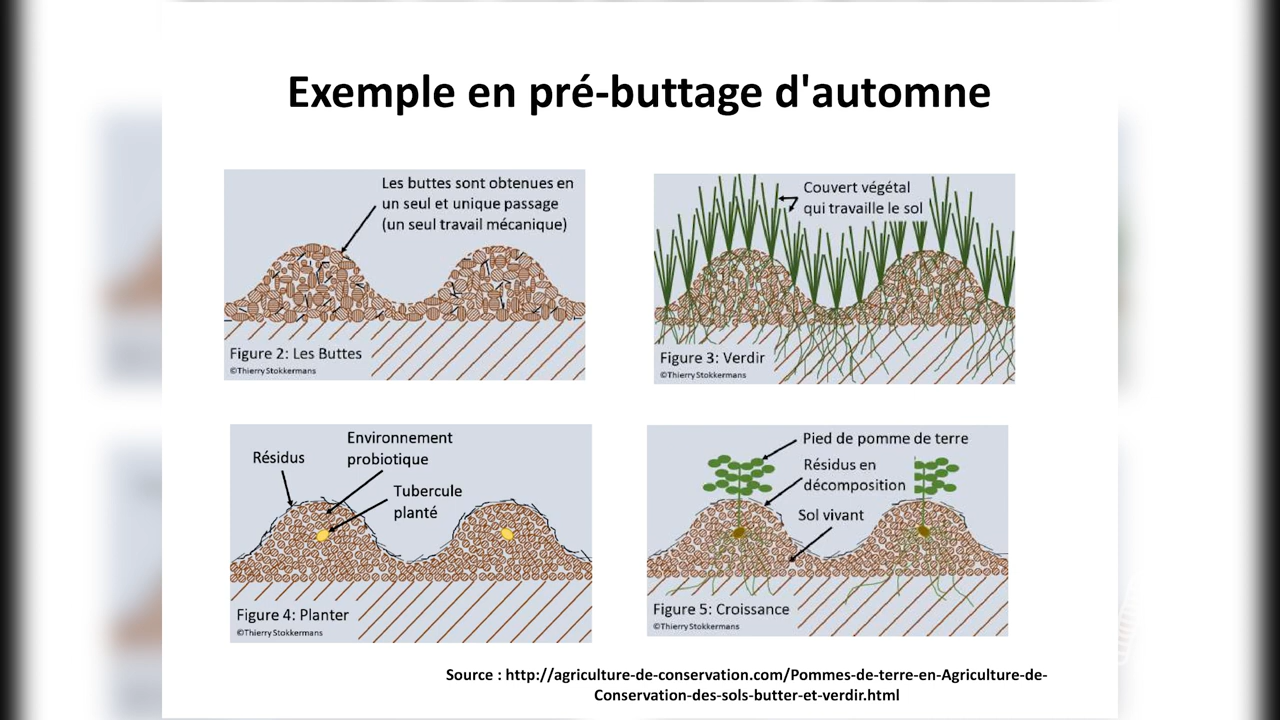 Exemple en pré-buttage d'automne
Les buttes sont obtenues en
un seul et unique passage
(un seul travail mécanique)
Figure 2: Les Buttes
©Thierry Stokkermans
Couvert végétal
qui travaille le sol
Figure 3: Verdir
©Thierry Stokkermans
Environnement
probiotique
Résidus
Tubercule
planté
Figure 4: Planter
©Thierry Stokkermans
Pied de pomme de terre
Résidus en
décomposition
Sol vivant
Figure 5: Croissance
©Thierry Stokkermans
Source : http://agriculture-de-conservation.com/Pommes-de-terre-en-Agriculture-de-
Conservation-des-sols-butter-et-verdir.html